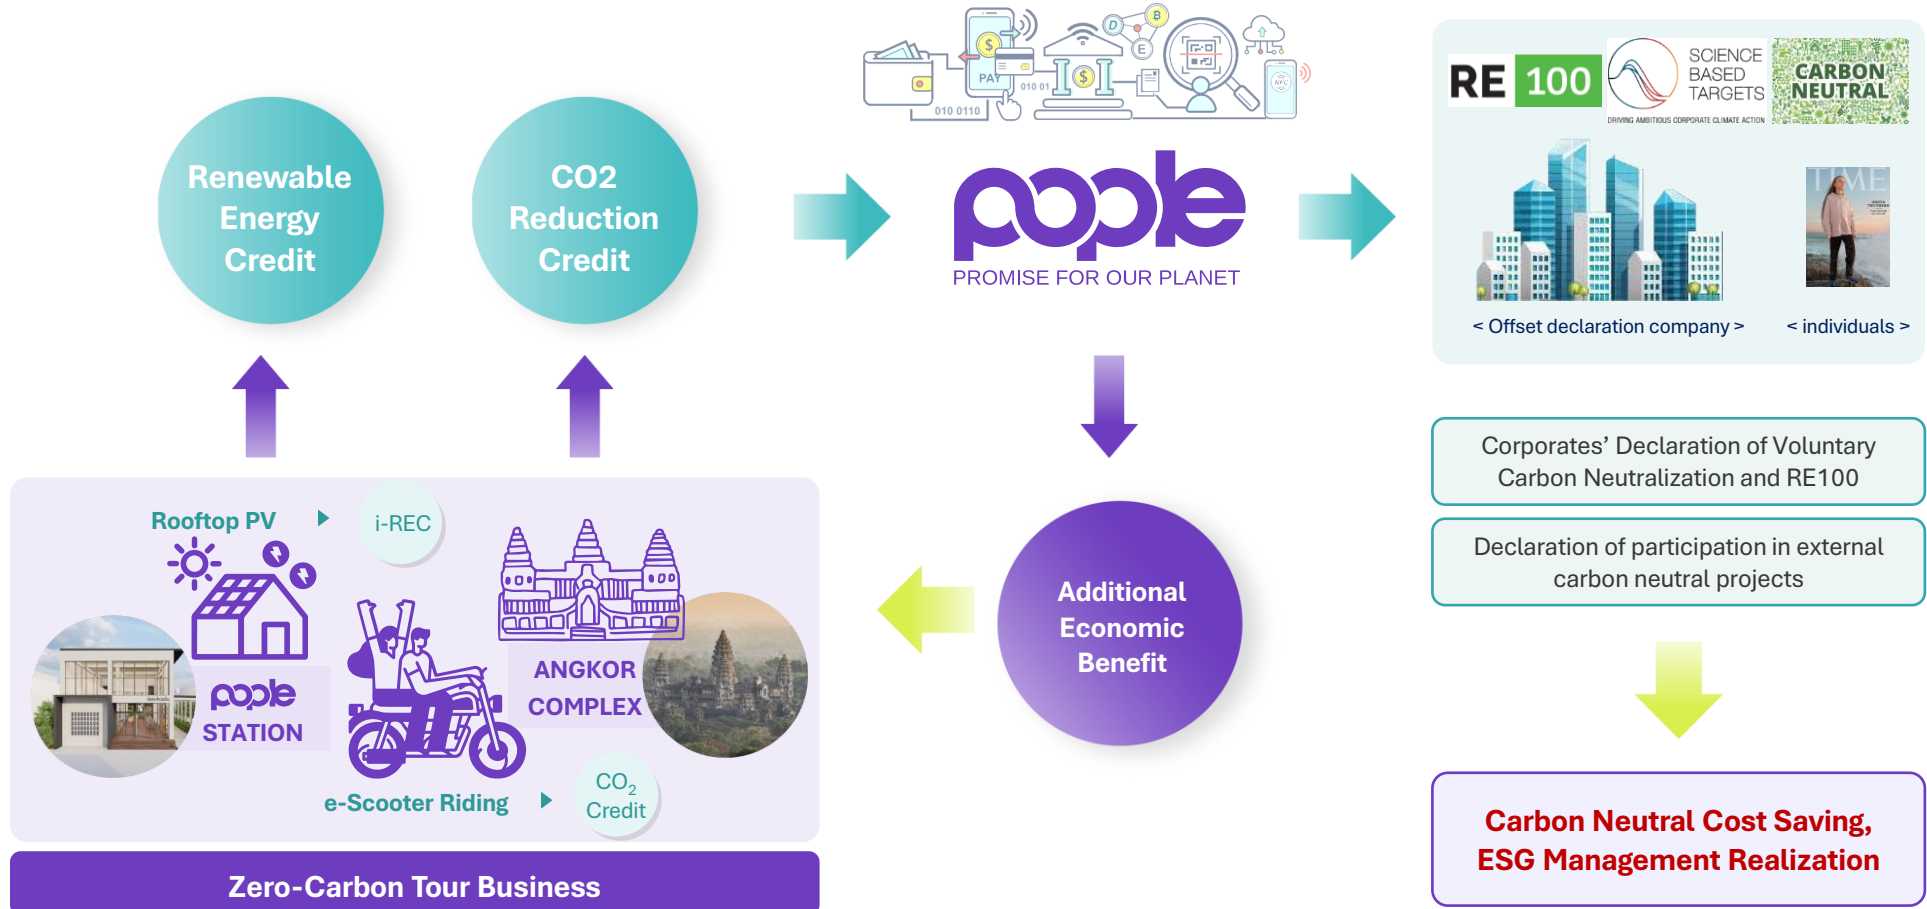 Renewable
Energy
Credit
CO2
Reduction
Credit
PAY
010 0110
010 01
D
B
E
NFC
pople
PROMISE FOR OUR PLANET
RE 100
SCIENCE
BASED
TARGETS
DRIVING AMBITIOUS CORPORATE CLIMATE ACTION
CARBON
NEUTRAL
TIME
< Offset declaration company >
< individuals >
Corporates’ Declaration of Voluntary
Carbon Neutralization and RE100
Declaration of participation in external
carbon neutral projects
Carbon Neutral Cost Saving,
ESG Management Realization
Additional
Economic
Benefit
Rooftop PV
i-REC
pople
STATION
ANGKOR
COMPLEX
e-Scooter Riding
CO₂
Credit
Zero-Carbon Tour Business